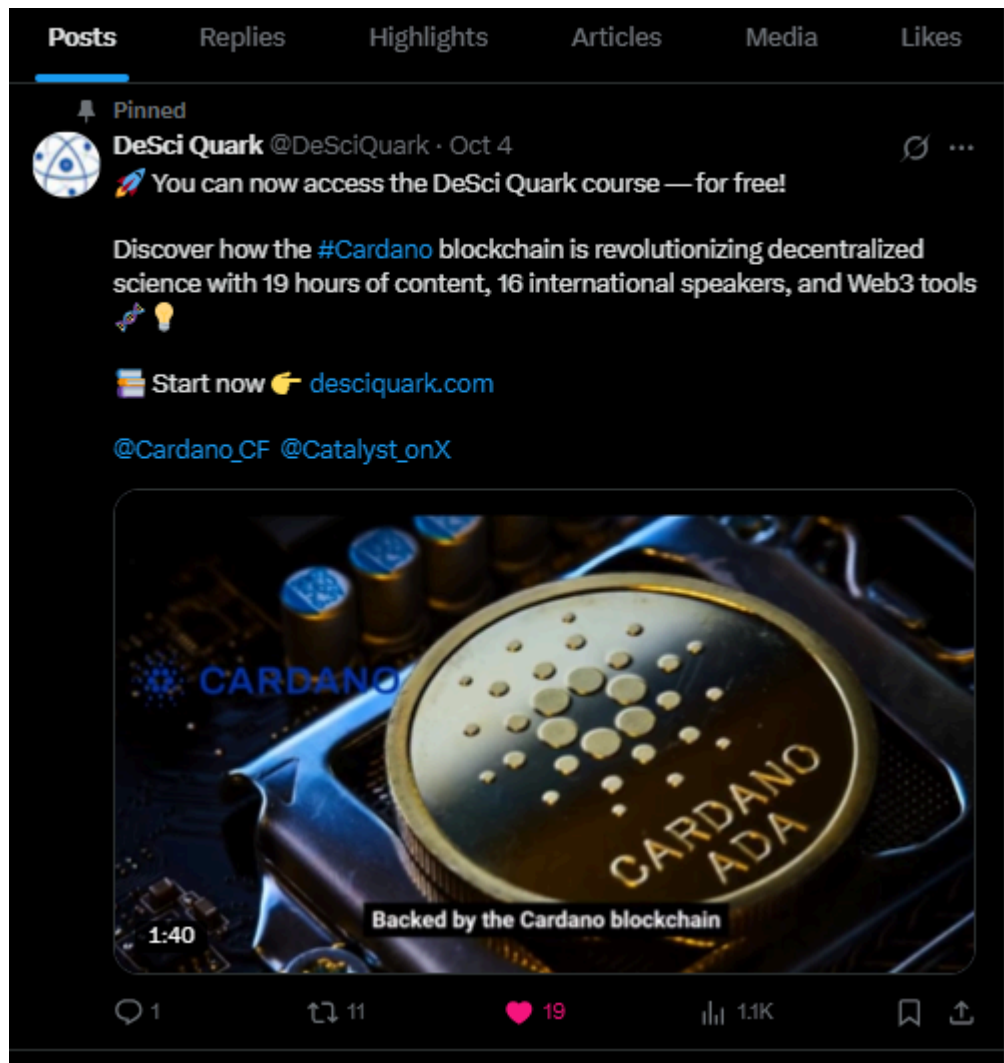 Posts Replies Highlights Articles Media Likes
Pinned
DeSci Quark @DeSciQuark · Oct 4
🚀 You can now access the DeSci Quark course — for free!
Discover how the #Cardano blockchain is revolutionizing decentralized
science with 19 hours of content, 16 international speakers, and Web3 tools
🧬💡
📚 Start now 👉 desciquark.com
@Cardano_CF @Catalyst_onX
CARDANO
CARDANO
ADA
Backed by the Cardano blockchain
1:40
1 11 19 1.1K